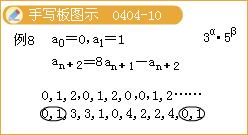 手写板图示 0404-10
例8 a₀=0,a₁=1 3^α·5^β
aₙ₊₂=8aₙ₊₁-aₙ₊₂
0,1,2,0,1,2,0,0,1,2……
0,1,3,3,1,0,4,2,2,4,0,1